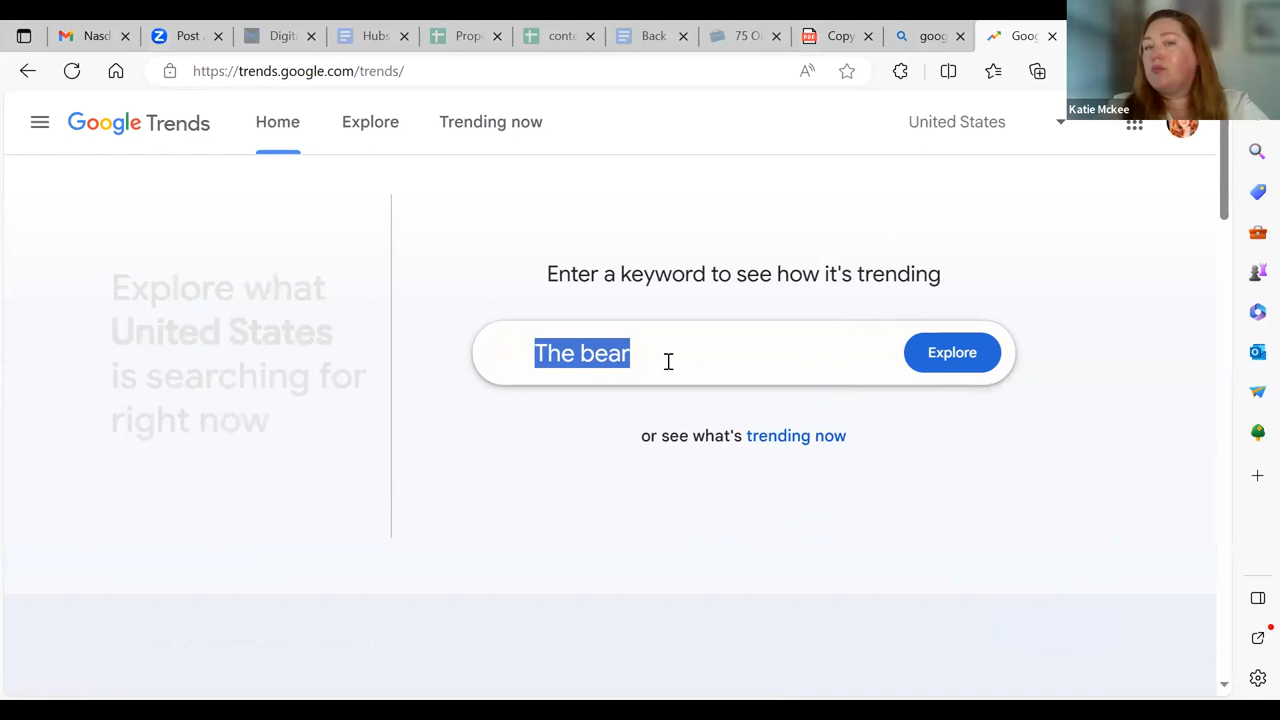 Nasd
Post
Digit
Hubs
Prop
conte
Back
75 O
Copy
goog
Goog
https://trends.google.com/trends/
Katie Mckee
Google Trends
Home
Explore
Trending now
United States
Explore what
United States
is searching for
right now
Enter a keyword to see how it's trending
The bear
Explore
or see what's trending now